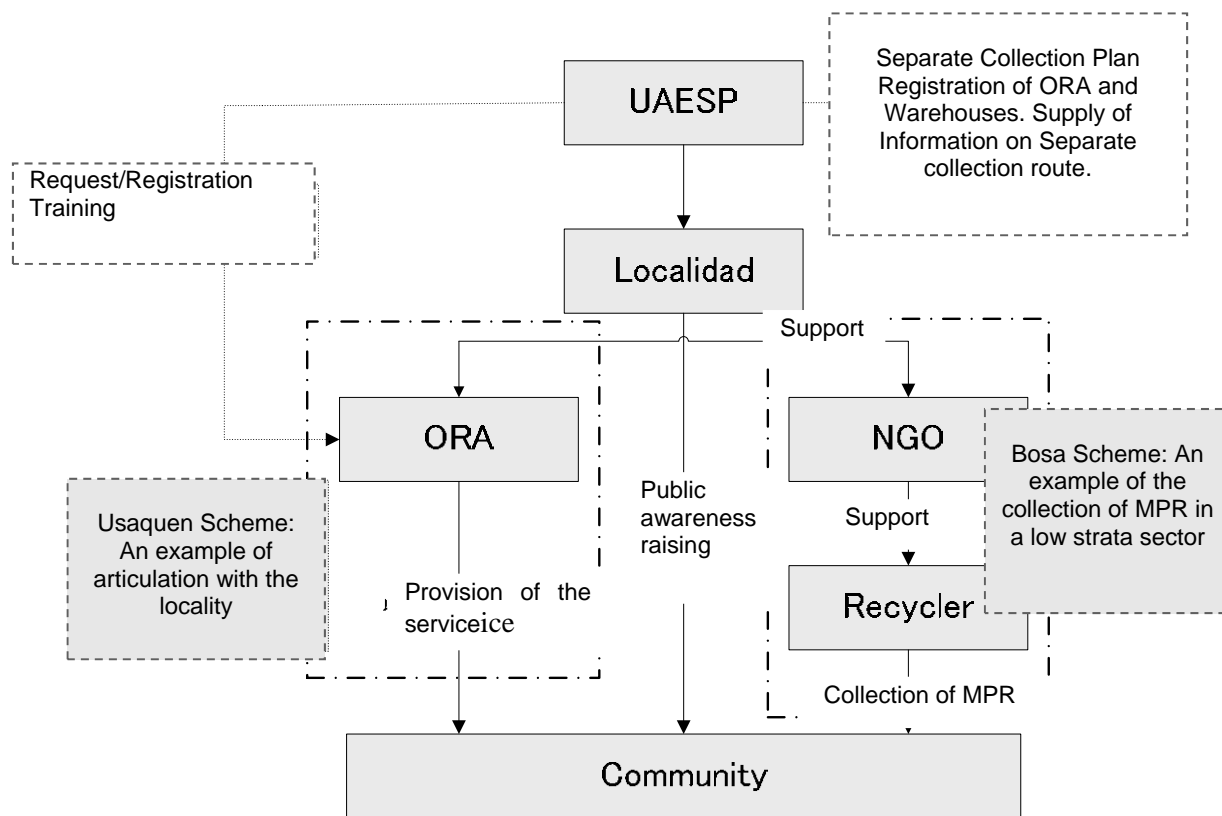 UAESP
Separate Collection Plan
Registration of ORA and
Warehouses. Supply of
Information on Separate
collection route.
Request/Registration
Training
Localidad
Support
ORA
NGO
Bosa Scheme: An
example of the
collection of MPR in
a low strata sector
Usaquen Scheme:
An example of
articulation with the
locality
Public
awareness
raising
Support
Provision of the
serviceice
Recycler
Collection of MPR
Community